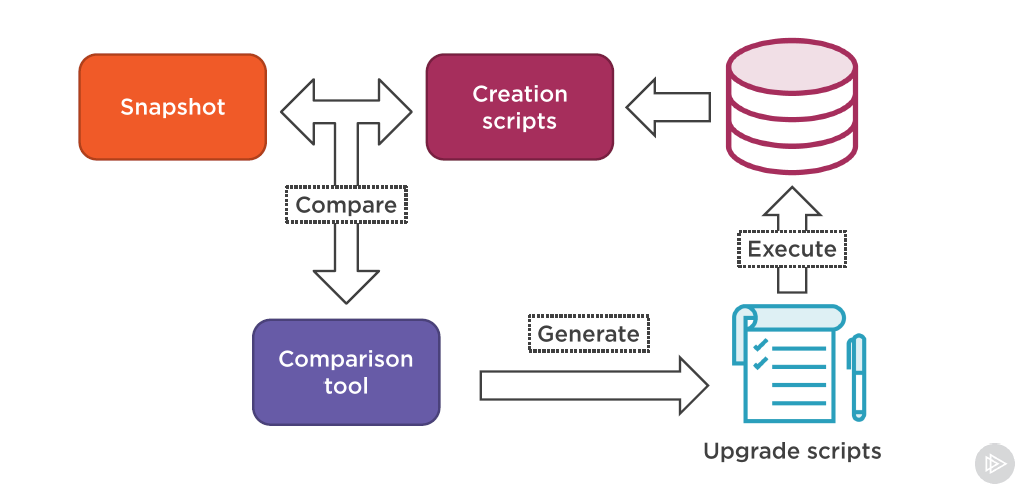 Snapshot
Creation
scripts
Compare
Execute
Comparison
tool
Generate
Upgrade scripts